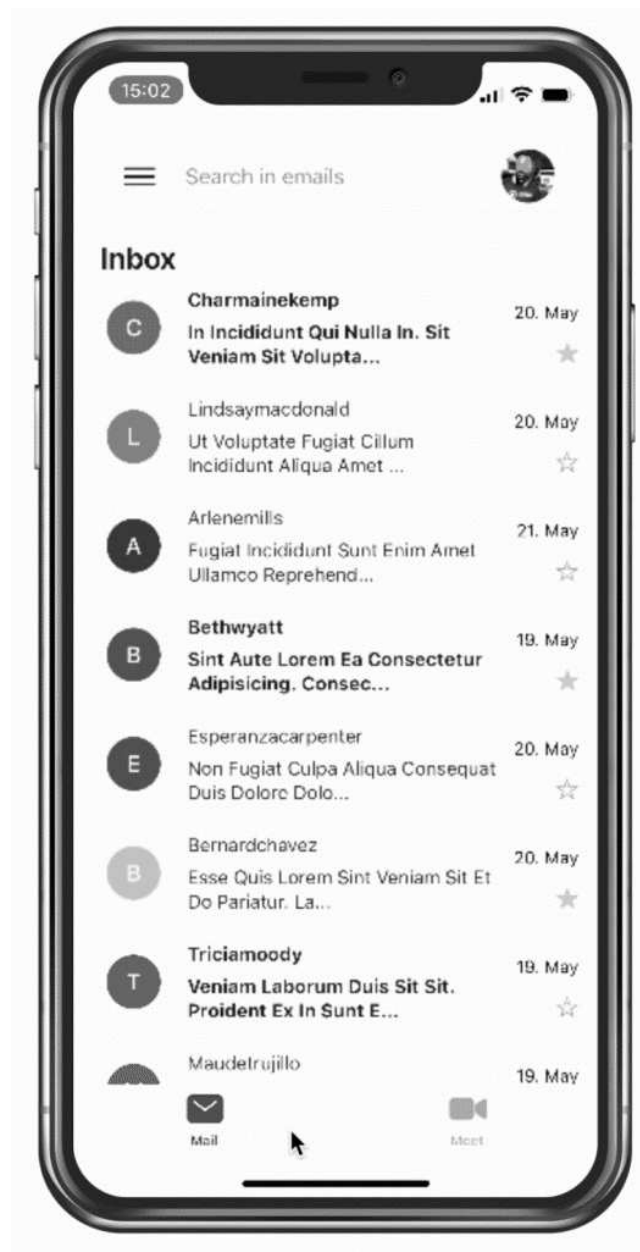 15:02
Search in emails
Inbox
Charmainekemp
20. May
C
In Incididunt Qui Nulla In. Sit
Veniam Sit Volupta...
Lindsaymacdonald
20. May
L
Ut Voluptate Fugiat Cillum
Incididunt Aliqua Amet ...
Arlenemills
21. May
A
Fugiat Incididunt Sunt Enim Amet
Ullamco Reprehend...
Bethwyatt
19. May
B
Sint Aute Lorem Ea Consectetur
Adipisicing. Consec...
Esperanzacarpenter
20. May
E
Non Fugiat Culpa Aliqua Consequat
Duis Dolore Dolo...
Bernardchavez
20. May
B
Esse Quis Lorem Sint Veniam Sit Et
Do Pariatur. La...
Triciamoody
19. May
T
Veniam Laborum Duis Sit Sit.
Proident Ex In Sunt E...
Maudetrujillo
19. May
Mail
Meet